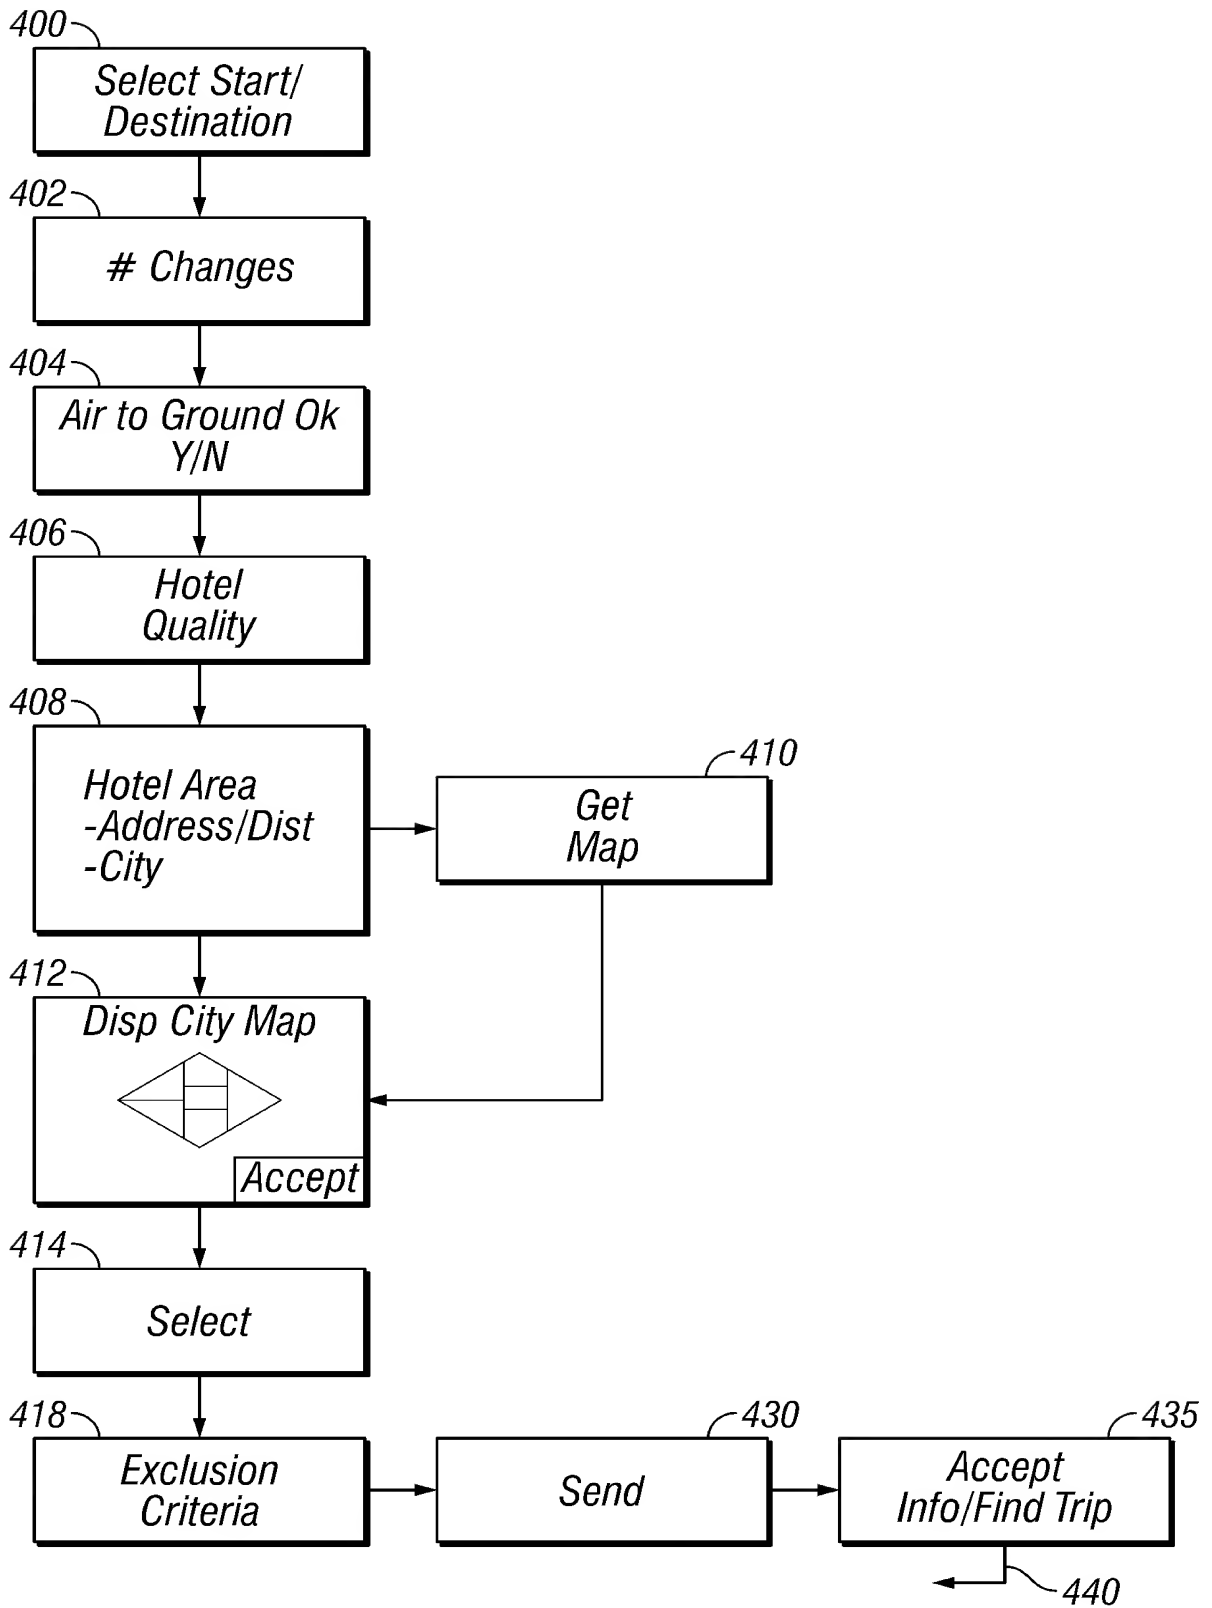 400
Select Start/
Destination
402
# Changes
404
Air to Ground Ok
Y/N
406
Hotel
Quality
408
Hotel Area
-Address/Dist
-City
410
Get
Map
412
Disp City Map
Accept
414
Select
418
Exclusion
Criteria
430
Send
435
Accept
Info/Find Trip
440